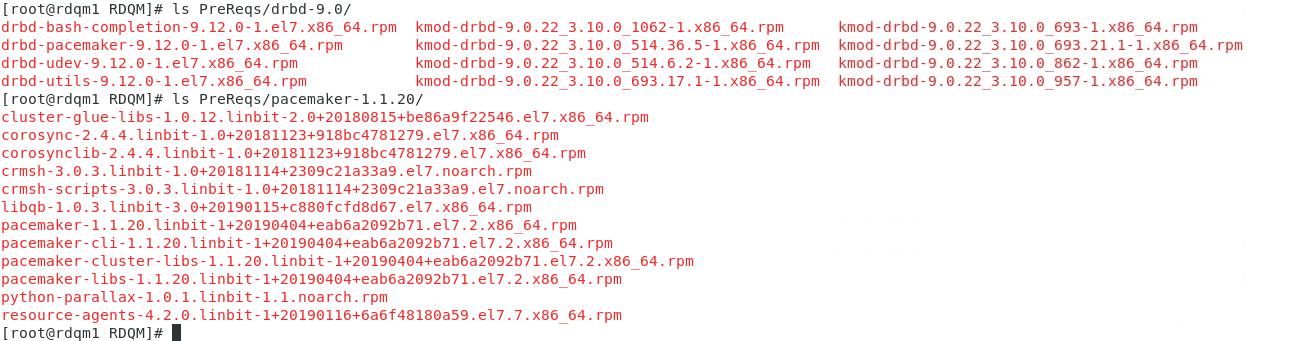 [root@rdqm1 RDQM]# ls PreReqs/drbd-9.0/
drbd-bash-completion-9.12.0-1.el7.x86_64.rpm  kmod-drbd-9.0.22_3.10.0_1062-1.x86_64.rpm      kmod-drbd-9.0.22_3.10.0_693-1.x86_64.rpm
drbd-pacemaker-9.12.0-1.el7.x86_64.rpm        kmod-drbd-9.0.22_3.10.0_514.36.5-1.x86_64.rpm  kmod-drbd-9.0.22_3.10.0_693.21.1-1.x86_64.rpm
drbd-udev-9.12.0-1.el7.x86_64.rpm             kmod-drbd-9.0.22_3.10.0_514.6.2-1.x86_64.rpm   kmod-drbd-9.0.22_3.10.0_862-1.x86_64.rpm
drbd-utils-9.12.0-1.el7.x86_64.rpm            kmod-drbd-9.0.22_3.10.0_693.17.1-1.x86_64.rpm  kmod-drbd-9.0.22_3.10.0_957-1.x86_64.rpm
[root@rdqm1 RDQM]# ls PreReqs/pacemaker-1.1.20/
cluster-glue-libs-1.0.12.linbit-2.0+20180815+be86a9f22546.el7.x86_64.rpm
corosync-2.4.4.linbit-1.0+20181123+918bc4781279.el7.x86_64.rpm
corosynclib-2.4.4.linbit-1.0+20181123+918bc4781279.el7.x86_64.rpm
crmsh-3.0.3.linbit-1.0+20181114+2309c21a33a9.el7.noarch.rpm
crmsh-scripts-3.0.3.linbit-1.0+20181114+2309c21a33a9.el7.noarch.rpm
libqb-1.0.3.linbit-3.0+20190115+c880fcfd8d67.el7.x86_64.rpm
pacemaker-1.1.20.linbit-1+20190404+eab6a2092b71.el7.2.x86_64.rpm
pacemaker-cli-1.1.20.linbit-1+20190404+eab6a2092b71.el7.2.x86_64.rpm
pacemaker-cluster-libs-1.1.20.linbit-1+20190404+eab6a2092b71.el7.2.x86_64.rpm
pacemaker-libs-1.1.20.linbit-1+20190404+eab6a2092b71.el7.2.x86_64.rpm
python-parallax-1.0.1.linbit-1.1.noarch.rpm
resource-agents-4.2.0.linbit-1+20190116+6a6f48180a59.el7.7.x86_64.rpm
[root@rdqm1 RDQM]#